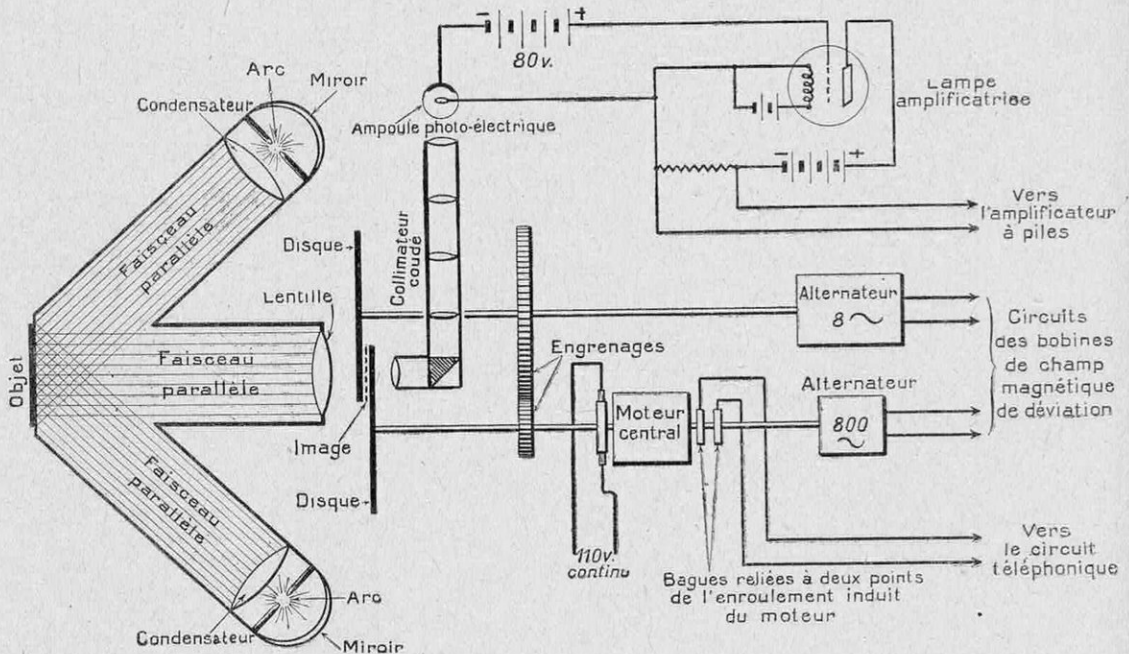 Arc
Miroir
Condensateur
80 v.
Ampoule photo-électrique
Lampe
amplificatrice
Vers
l'amplificateur
à piles
Faisceau
parallèle
Disque
Collimateur
coudé
Lentille
Objet
Faisceau
parallèle
Engrenages
Alternateur
8
Circuits
des bobines
de champ
magnétique
de déviation
Image
Moteur
central
Alternateur
800
Disque
Faisceau
parallèle
110v.
continu
Bagues reliées à deux points
de l'enroulement induit
du moteur
Vers
le circuit
téléphonique
Arc
Condensateur
Miroir